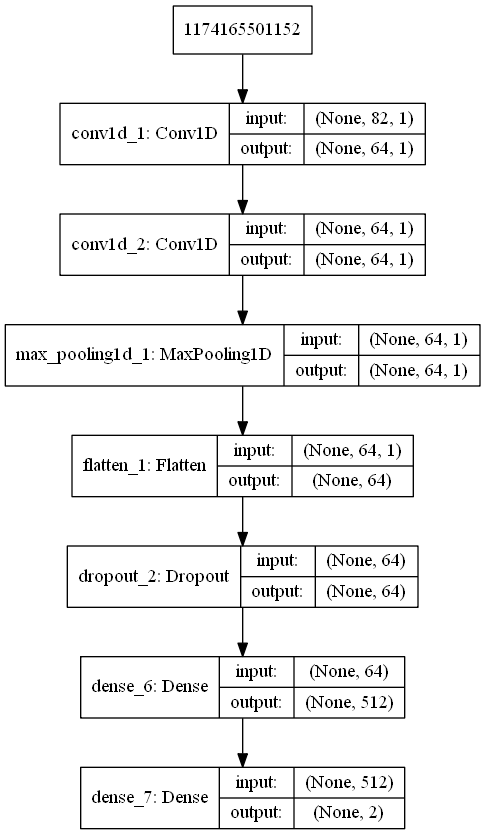 1174165501152
conv1d_1: Conv1D
input: (None, 82, 1)
output: (None, 64, 1)
conv1d_2: Conv1D
input: (None, 64, 1)
output: (None, 64, 1)
max_pooling1d_1: MaxPooling1D
input: (None, 64, 1)
output: (None, 64, 1)
flatten_1: Flatten
input: (None, 64, 1)
output: (None, 64)
dropout_2: Dropout
input: (None, 64)
output: (None, 64)
dense_6: Dense
input: (None, 64)
output: (None, 512)
dense_7: Dense
input: (None, 512)
output: (None, 2)